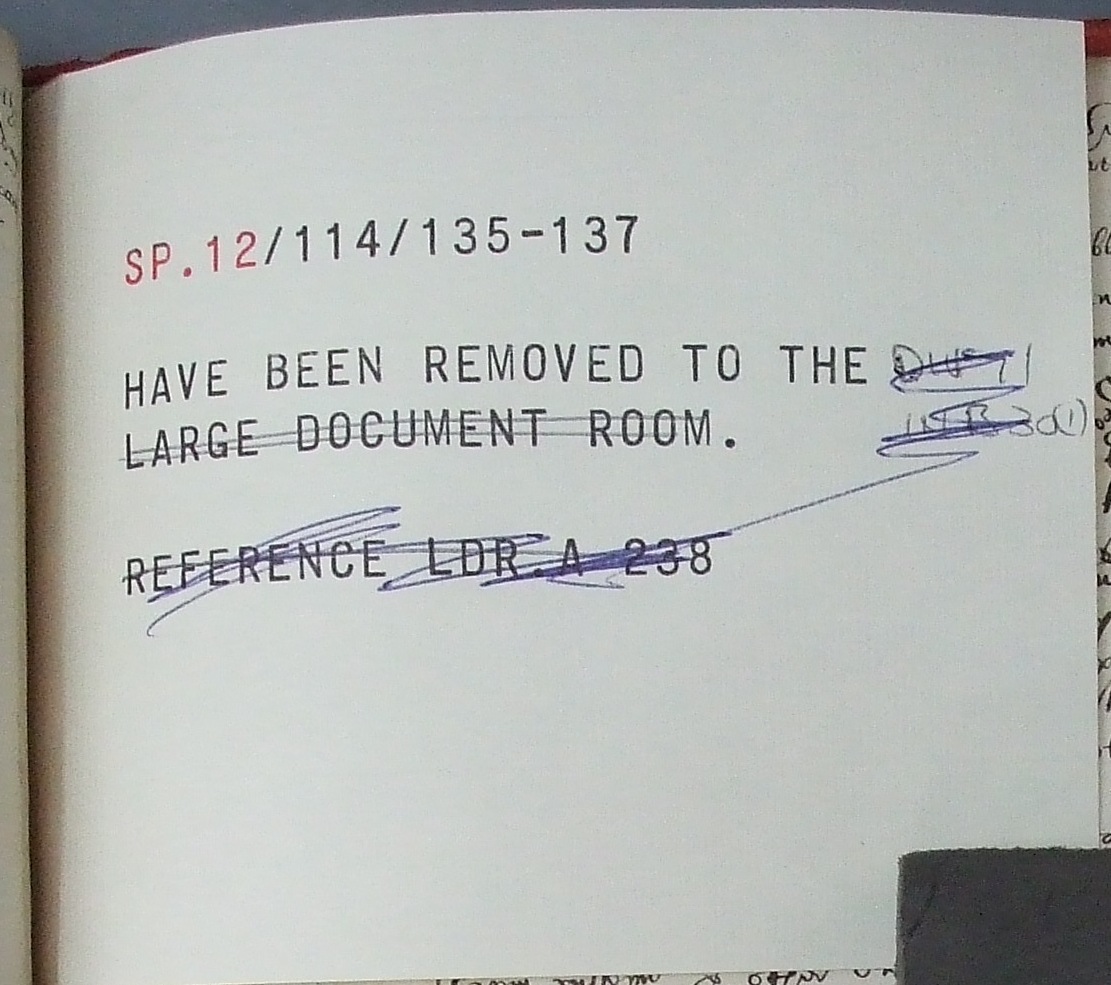 SP.12/114/135-137
HAVE BEEN REMOVED TO THE
LARGE DOCUMENT ROOM.
REFERENCE LDR.A 238